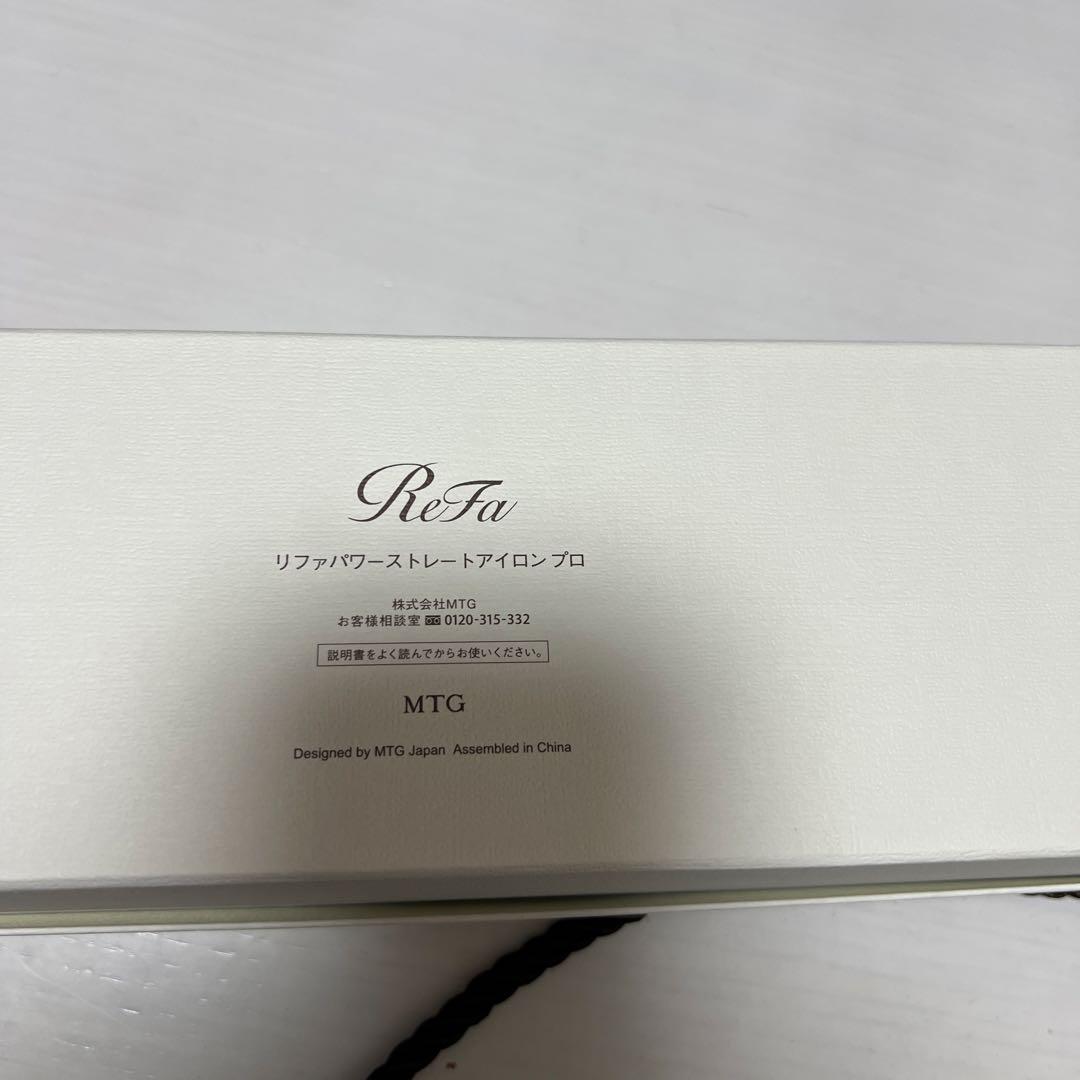 ReFa
リファパワーストレートアイロン プロ
株式会社MTG
お客様相談室 0120-315-332
説明書をよく読んでからお使いください。
MTG
Designed by MTG Japan Assembled in China